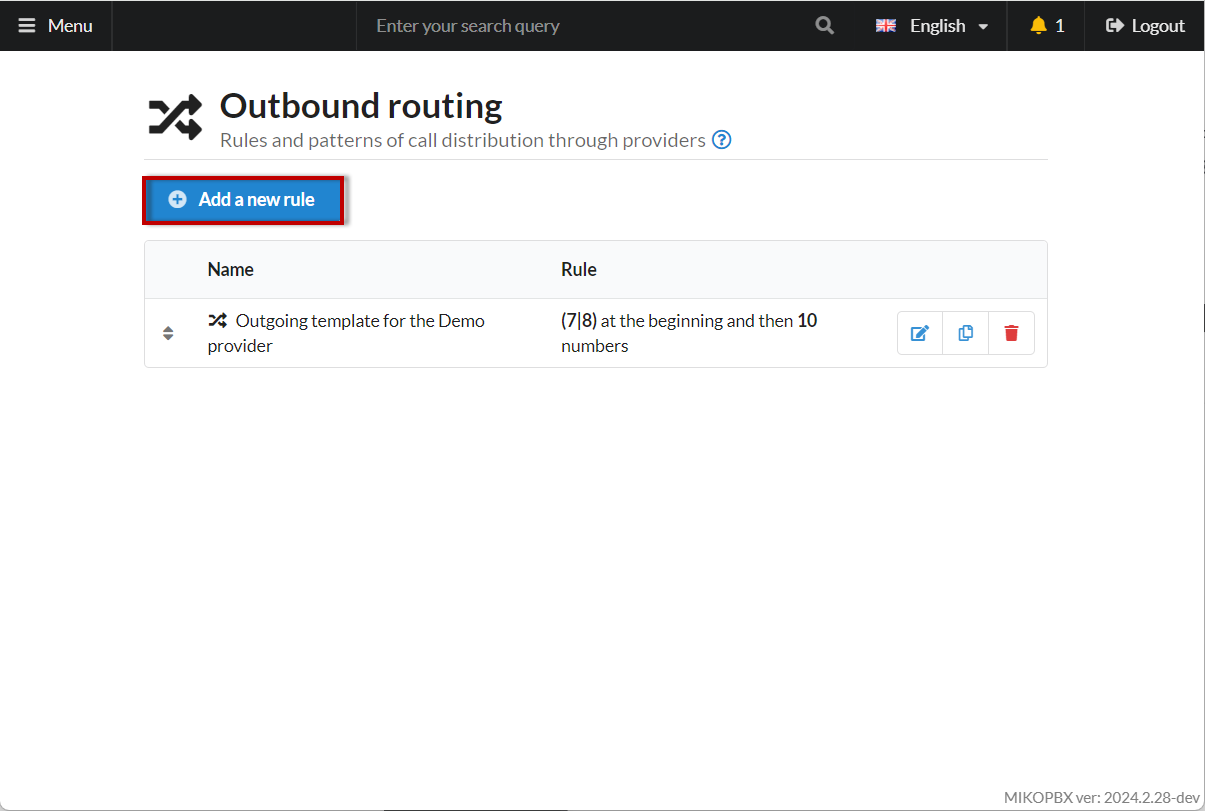 Menu
Enter your search query
English
1
Logout
Outbound routing
Rules and patterns of call distribution through providers
Add a new rule
Name Rule
Outgoing template for the Demo
provider
(7|8) at the beginning and then 10
numbers
MIKOPBX ver: 2024.2.28-dev